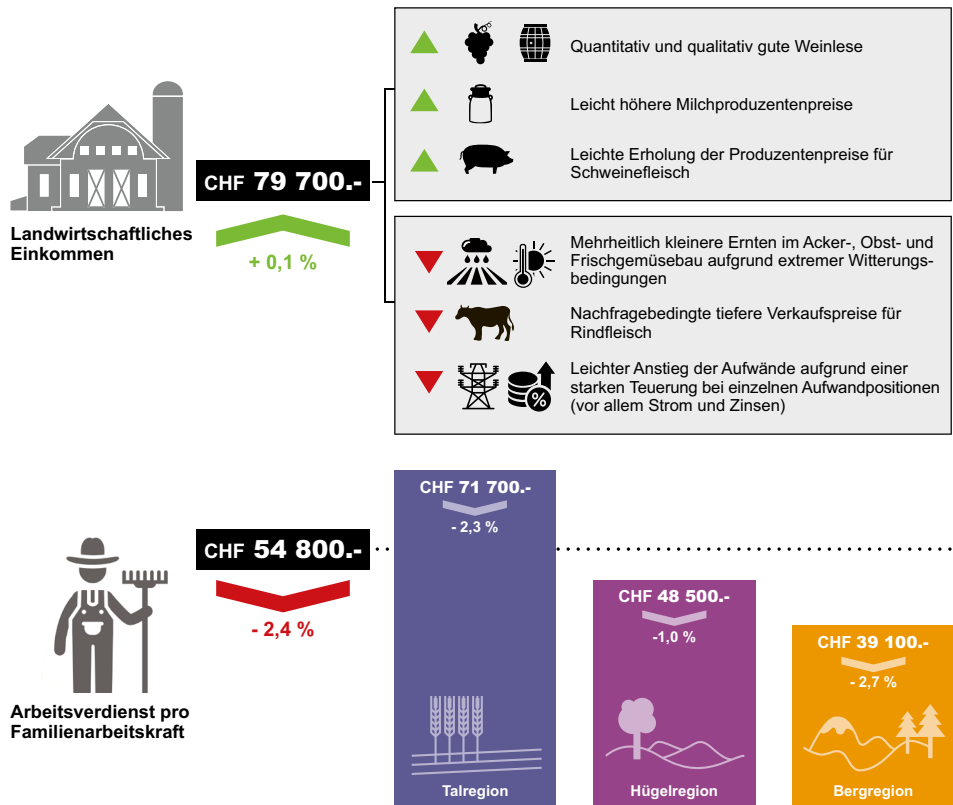 Quantitativ und qualitativ gute Weinlese
Leicht höhere Milchproduzentenpreise
Leichte Erholung der Produzentenpreise für
Schweinefleisch
CHF 79 700.-
Landwirtschaftliches
Einkommen
+ 0,1 %
Mehrheitlich kleinere Ernten im Acker-, Obst- und
Frischgemüsebau aufgrund extremer Witterungs-
bedingungen
Nachfragebedingte tiefere Verkaufspreise für
Rindfleisch
Leichter Anstieg der Aufwände aufgrund einer
starken Teuerung bei einzelnen Aufwandpositionen
(vor allem Strom und Zinsen)
%
CHF 54 800.-
- 2,4 %
Arbeitsverdienst pro
Familienarbeitskraft
CHF 71 700.-
- 2,3 %
Talregion
CHF 48 500.-
-1,0 %
Hügelregion
CHF 39 100.-
- 2,7 %
Bergregion